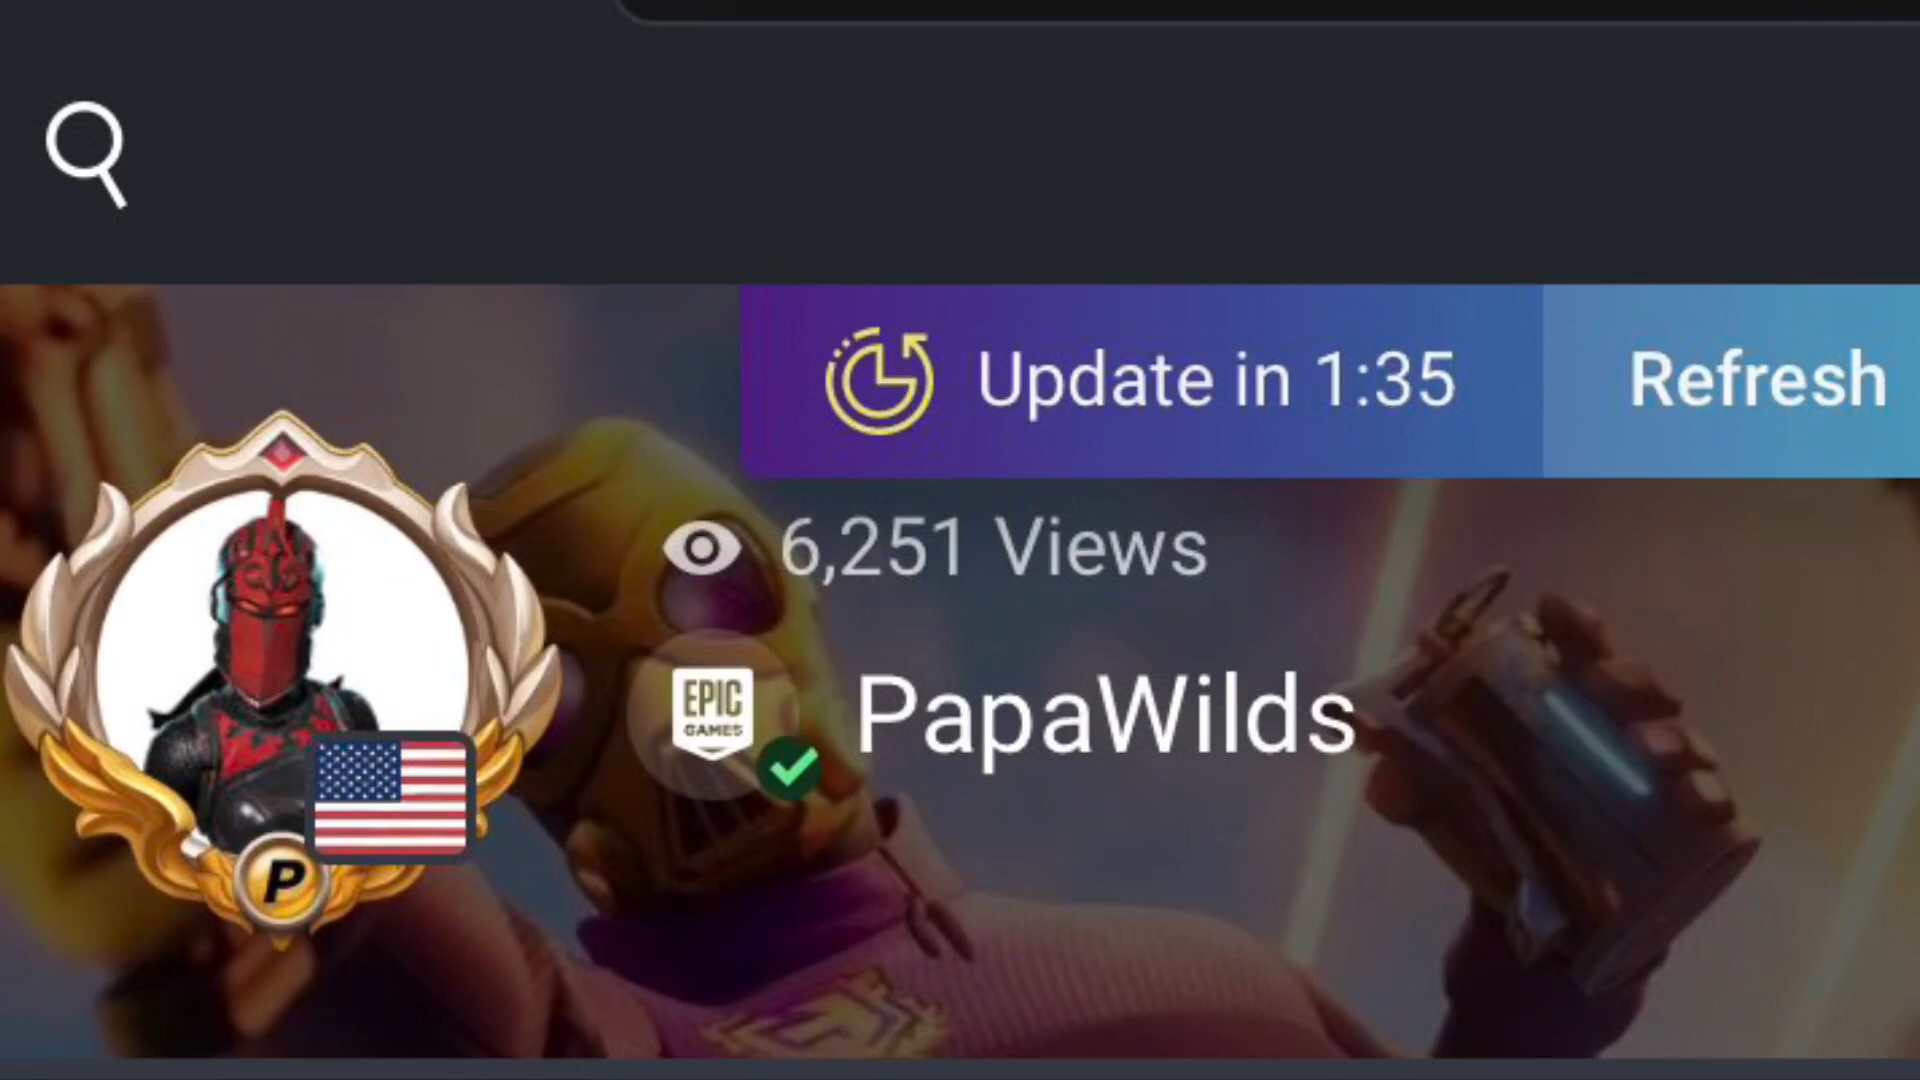 Update in 1:35
Refresh
6,251 Views
EPIC
GAMES
PapaWilds
P